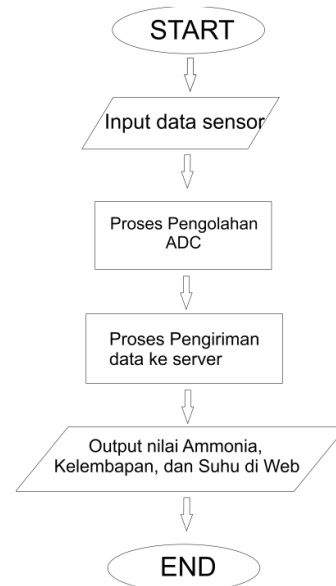 START
Input data sensor
Proses Pengolahan
ADC
Proses Pengiriman
data ke server
Output nilai Ammonia,
Kelembapan, dan Suhu di Web
END